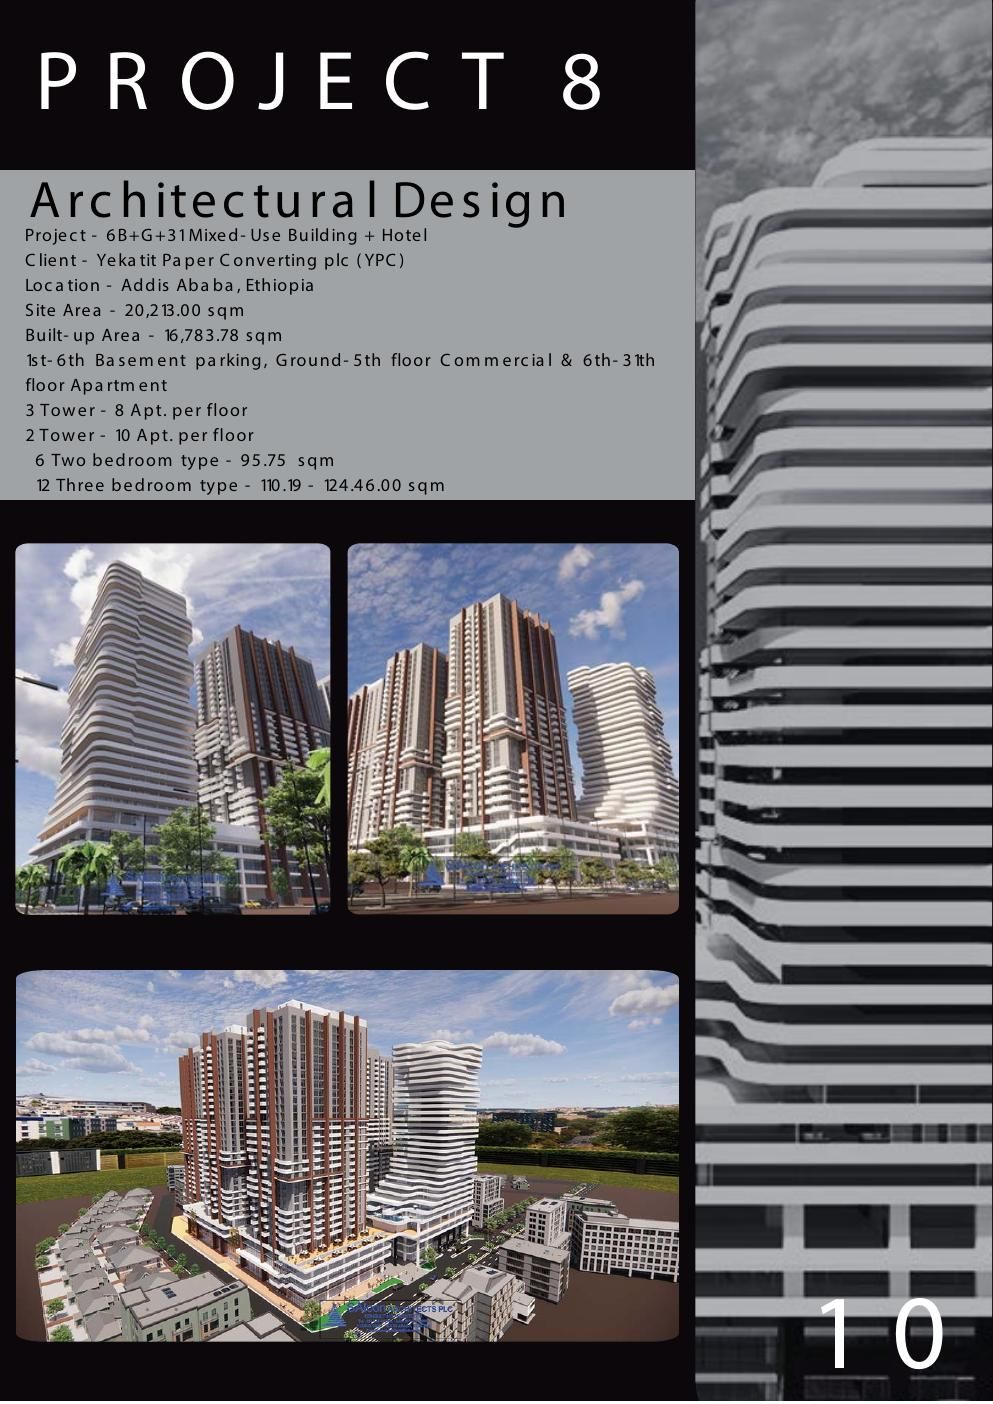 PROJECT 8
Architectural Design
Project - 6B+G+31 Mixed-Use Building + Hotel
Client - Yekatit Paper Converting plc (YPC)
Location - Addis Ababa, Ethiopia
Site Area - 20,213.00 sqm
Built-up Area - 16,783.78 sqm
1st-6th Basement parking, Ground-5th floor Commercial & 6th-31th
floor Apartment
3 Tower - 8 Apt. per floor
2 Tower - 10 Apt. per floor
6 Two bedroom type - 95.75 sqm
12 Three bedroom type - 110.19 - 124.46.00 sqm
10